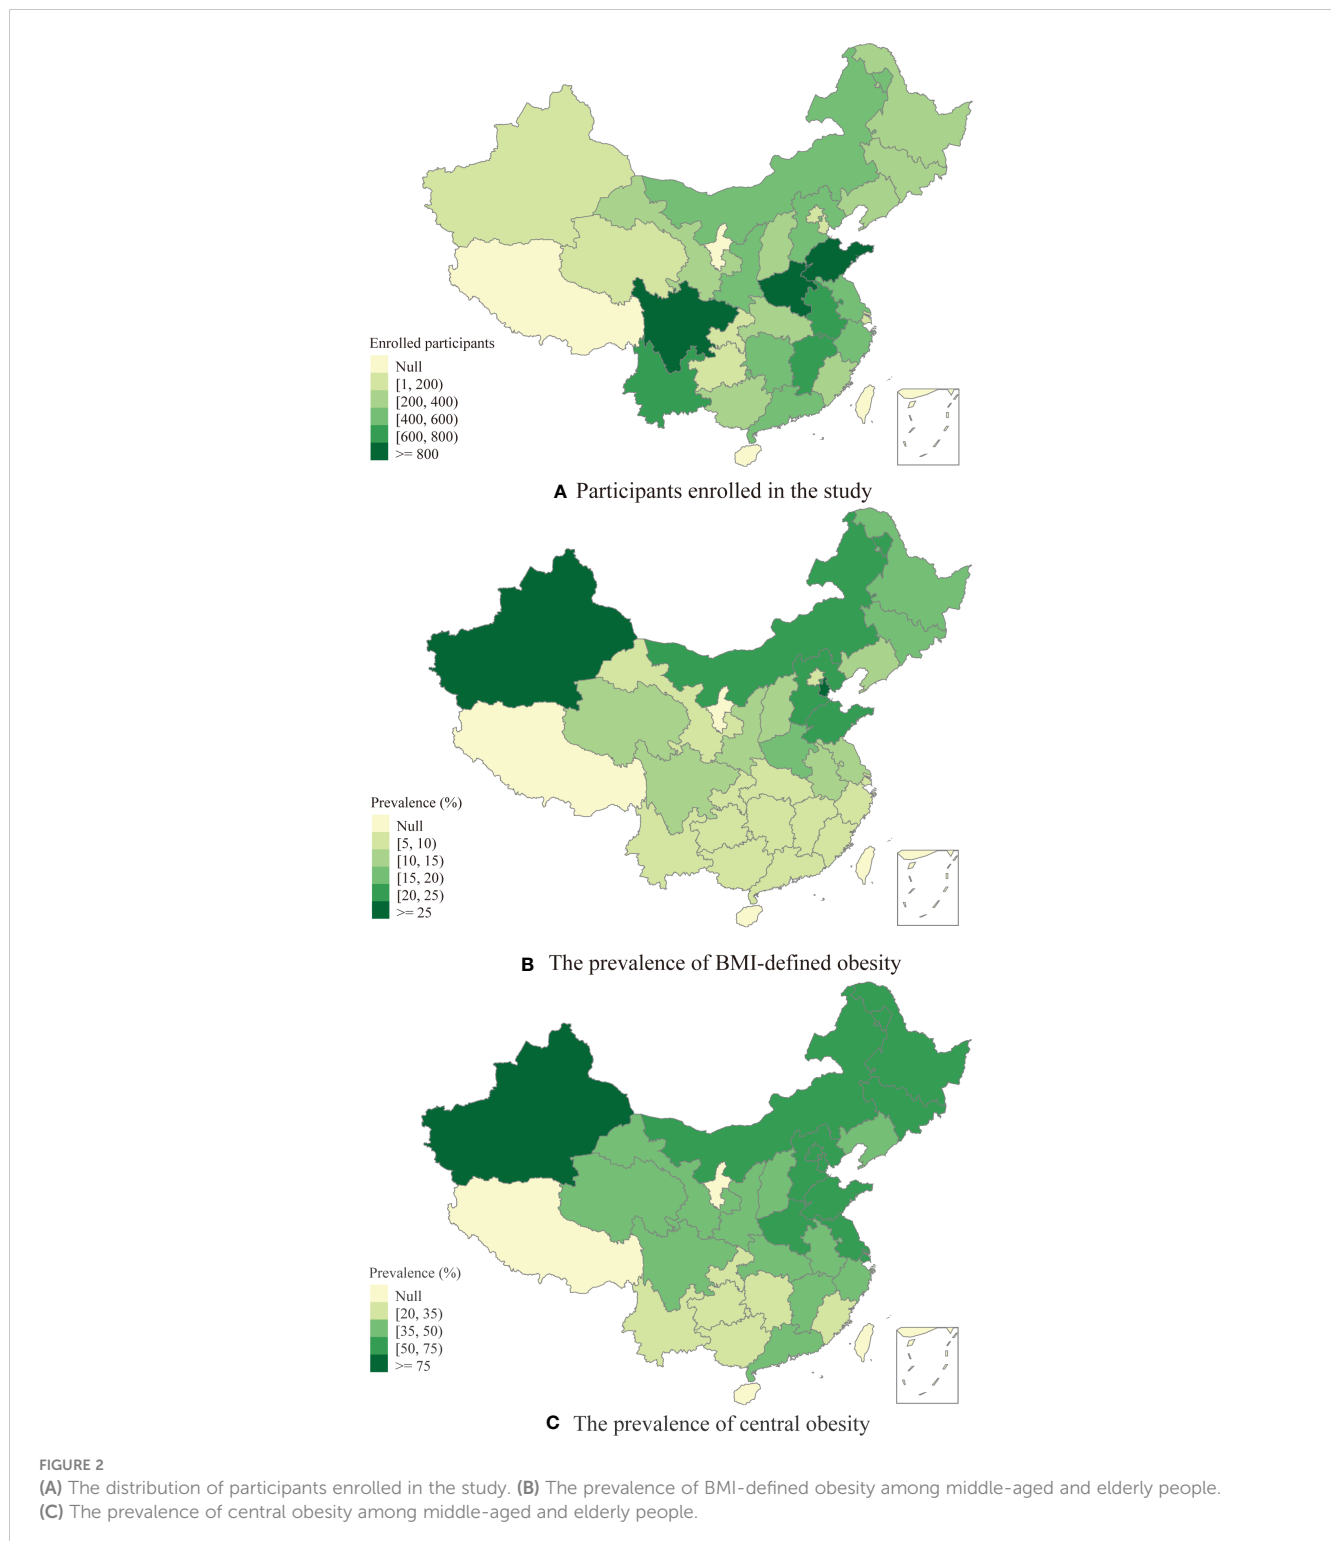 Enrolled participants
Null
[1, 200)
[200, 400)
[400, 600)
[600, 800)
>= 800
A Participants enrolled in the study
Prevalence (%)
Null
[5, 10)
[10, 15)
[15, 20)
[20, 25)
>= 25
B The prevalence of BMI-defined obesity
Prevalence (%)
Null
[20, 35)
[35, 50)
[50, 75)
>= 75
C The prevalence of central obesity
FIGURE 2
(A) The distribution of participants enrolled in the study. (B) The prevalence of BMI-defined obesity among middle-aged and elderly people.
(C) The prevalence of central obesity among middle-aged and elderly people.